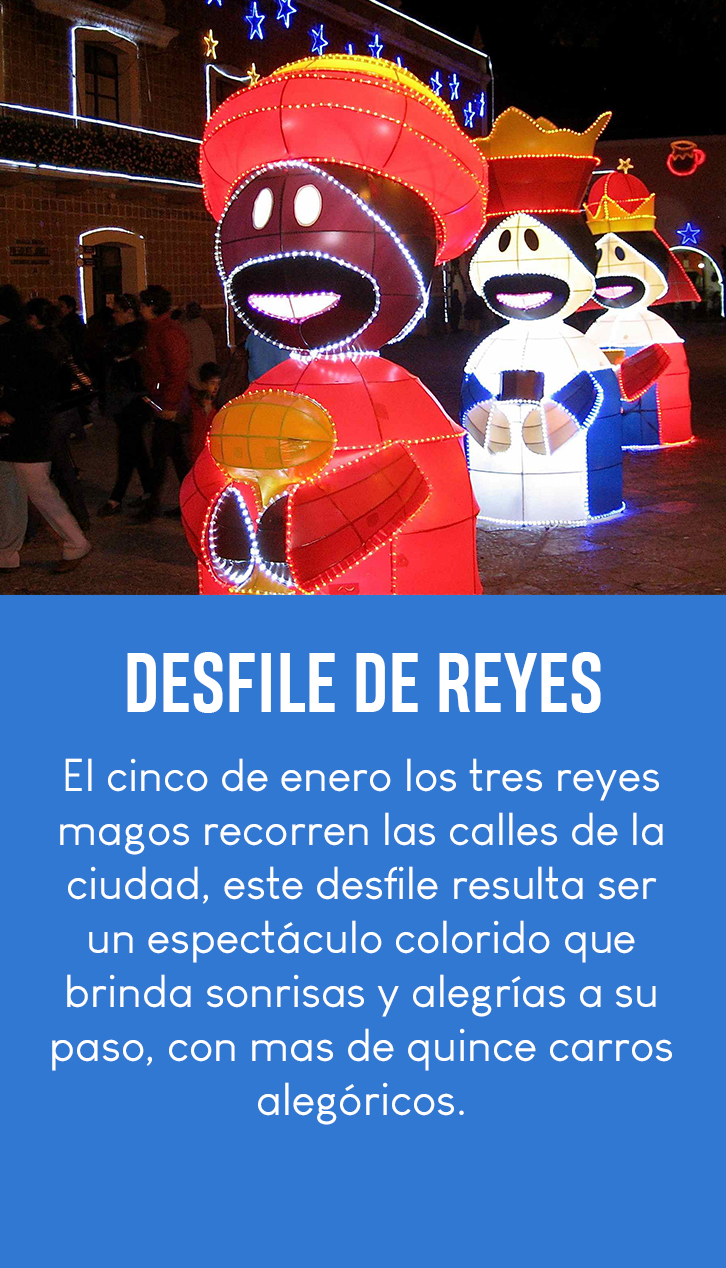 DESFILE DE REYES
El cinco de enero los tres reyes
magos recorren las calles de la
ciudad, este desfile resulta ser
un espectáculo colorido que
brinda sonrisas y alegrías a su
paso, con mas de quince carros
alegóricos.